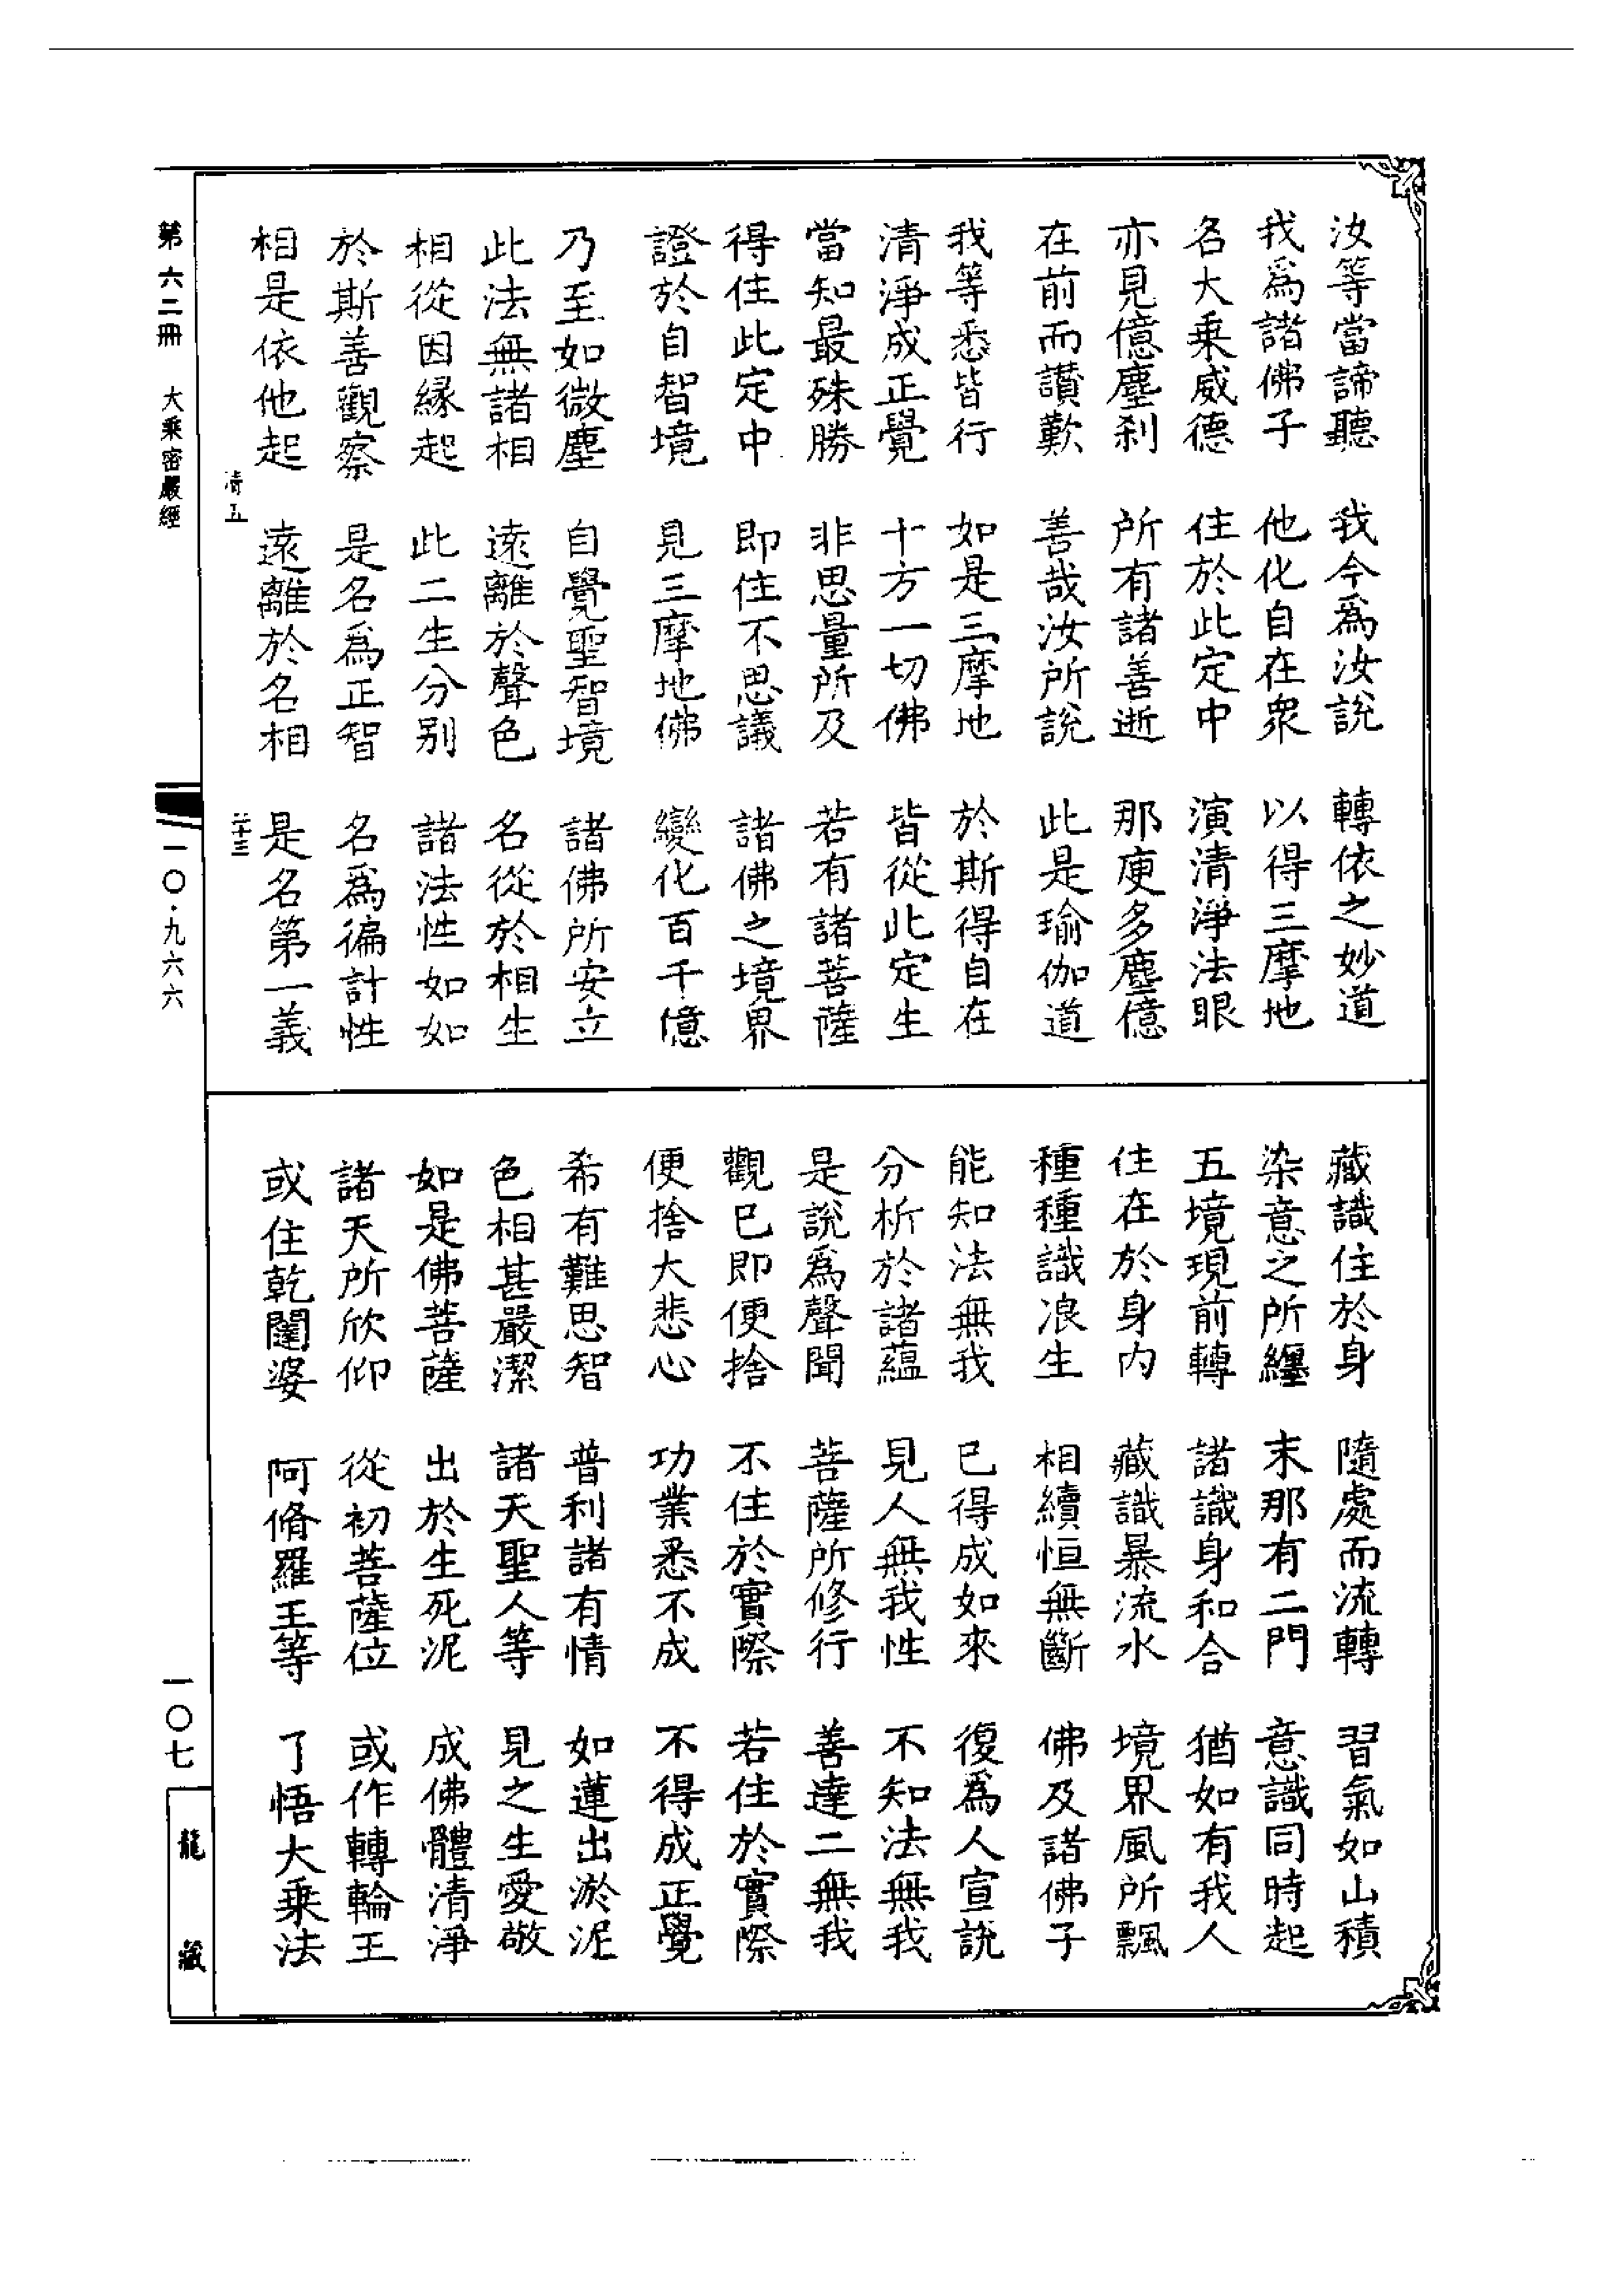 汝等當諦聽　我今爲汝說　轉依之妙道
我爲諸佛子　他化自在衆　以得三摩地
名大乘威德　住於此定中　演清淨法眼
亦見億塵刹　所有諸善逝　那庾多塵億
在前而讃歎　善哉汝所說　此是瑜伽道
我等悉皆行　如是三摩地　於斯得自在
清淨成正覺　十方一切佛　皆從此定生
當知最殊勝　非思量所及　若有諸菩薩
得住此定中　即住不思議　諸佛之境界
證於自智境　見三摩地佛　變化百千億
乃至如微塵　自覺聖智境　諸佛所安立
此法無諸相　遠離於聲色　名從於相生
相從因緣起　此二生分別　諸法性如如
於斯善觀察　是名爲正智　名爲徧計性
相是依他起　遠離於名相　是名第一義
清五　二十三
藏識住於身　隨處而流轉　習氣如山積
染意之所纏　末那有二門　意識同時起
五境現前轉　諸識身和合　猶如有我人
住在於身內　藏識暴流水　境界風所飄
種種識浪生　相續恒無斷　佛及諸佛子
能知法無我　已得成如來　復爲人宣說
分析於諸蘊　見人無我性　不知法無我
是說爲聲聞　菩薩所修行　善達二無我
觀已即便捨　不住於實際　若住於實際
便捨大悲心　功業悉不成　不得成正覺
希有難思智　普利諸有情　如蓮出淤泥
色相甚嚴潔　諸天聖人等　見之生愛敬
如是佛菩薩　出於生死泥　成佛體清淨
諸天所欣仰　從初菩薩位　或作轉輪王
或住乾闥婆　阿脩羅王等　了悟大乘法
第六二冊　大乘密嚴經
一〇·九六六
一〇七
龍藏